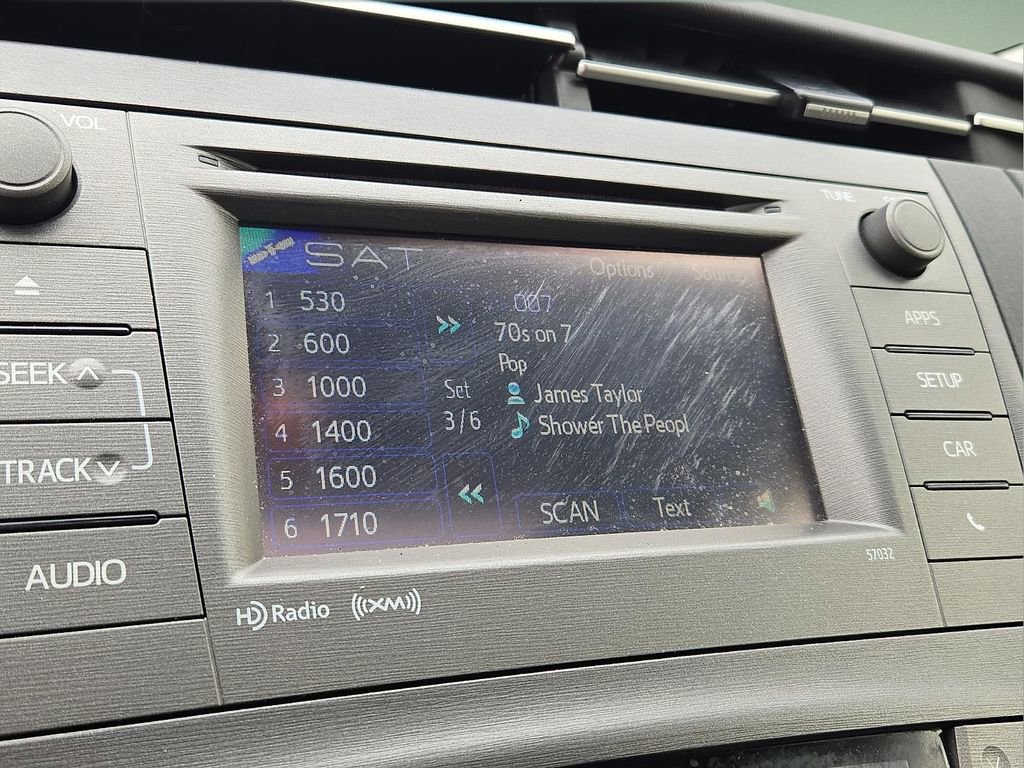 VOL
TUNE
SEEK
TRACK
AUDIO
SAT
Options
1 530
2 600
3 1000
4 1400
5 1600
6 1710
Set
3/6
007
70s on 7
Pop
James Taylor
Shower The Peopl
SCAN
Text
APPS
SETUP
CAR
57032
HD Radio
((XM))